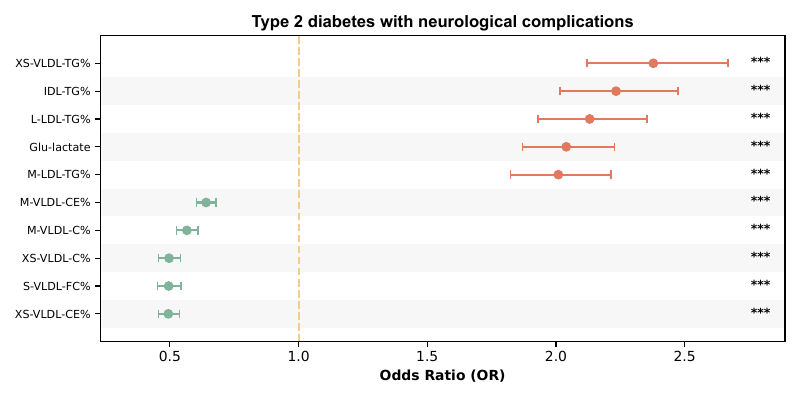 Type 2 diabetes with neurological complications
XS-VLDL-TG% ***
IDL-TG% ***
L-LDL-TG% ***
Glu-lactate ***
M-LDL-TG% ***
M-VLDL-CE% ***
M-VLDL-C% ***
XS-VLDL-C% ***
S-VLDL-FC% ***
XS-VLDL-CE% ***
0.5 1.0 1.5 2.0 2.5
Odds Ratio (OR)